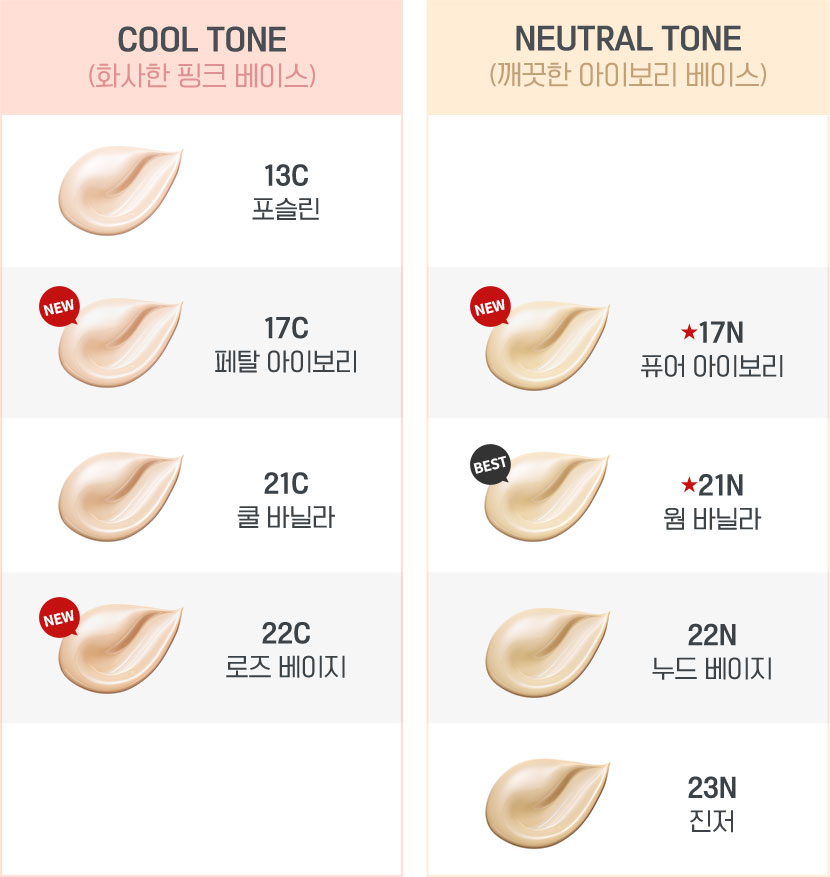 COOL TONE
(화사한 핑크 베이스)
13C
포슬린
NEW
17C
페탈 아이보리
21C
쿨 바닐라
NEW
22C
로즈 베이지
NEUTRAL TONE
(깨끗한 아이보리 베이스)
NEW
★17N
퓨어 아이보리
BEST
★21N
웜 바닐라
22N
누드 베이지
23N
진저